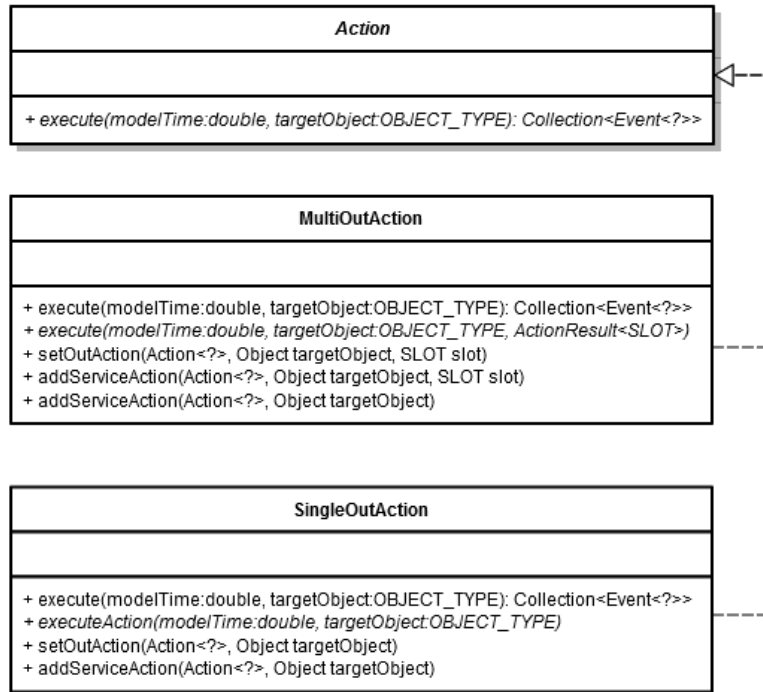 Action
+ execute(modelTime:double, targetObject:OBJECT_TYPE): Collection<Event<?>>
MultiOutAction
+ execute(modelTime:double, targetObject:OBJECT_TYPE): Collection<Event<?>>
+ execute(modelTime:double, targetObject:OBJECT_TYPE, ActionResult<SLOT>)
+ setOutAction(Action<?>, Object targetObject, SLOT slot)
+ addServiceAction(Action<?>, Object targetObject, SLOT slot)
+ addServiceAction(Action<?>, Object targetObject)
SingleOutAction
+ execute(modelTime:double, targetObject:OBJECT_TYPE): Collection<Event<?>>
+ executeAction(modelTime:double, targetObject:OBJECT_TYPE)
+ setOutAction(Action<?>, Object targetObject)
+ addServiceAction(Action<?>, Object targetObject)